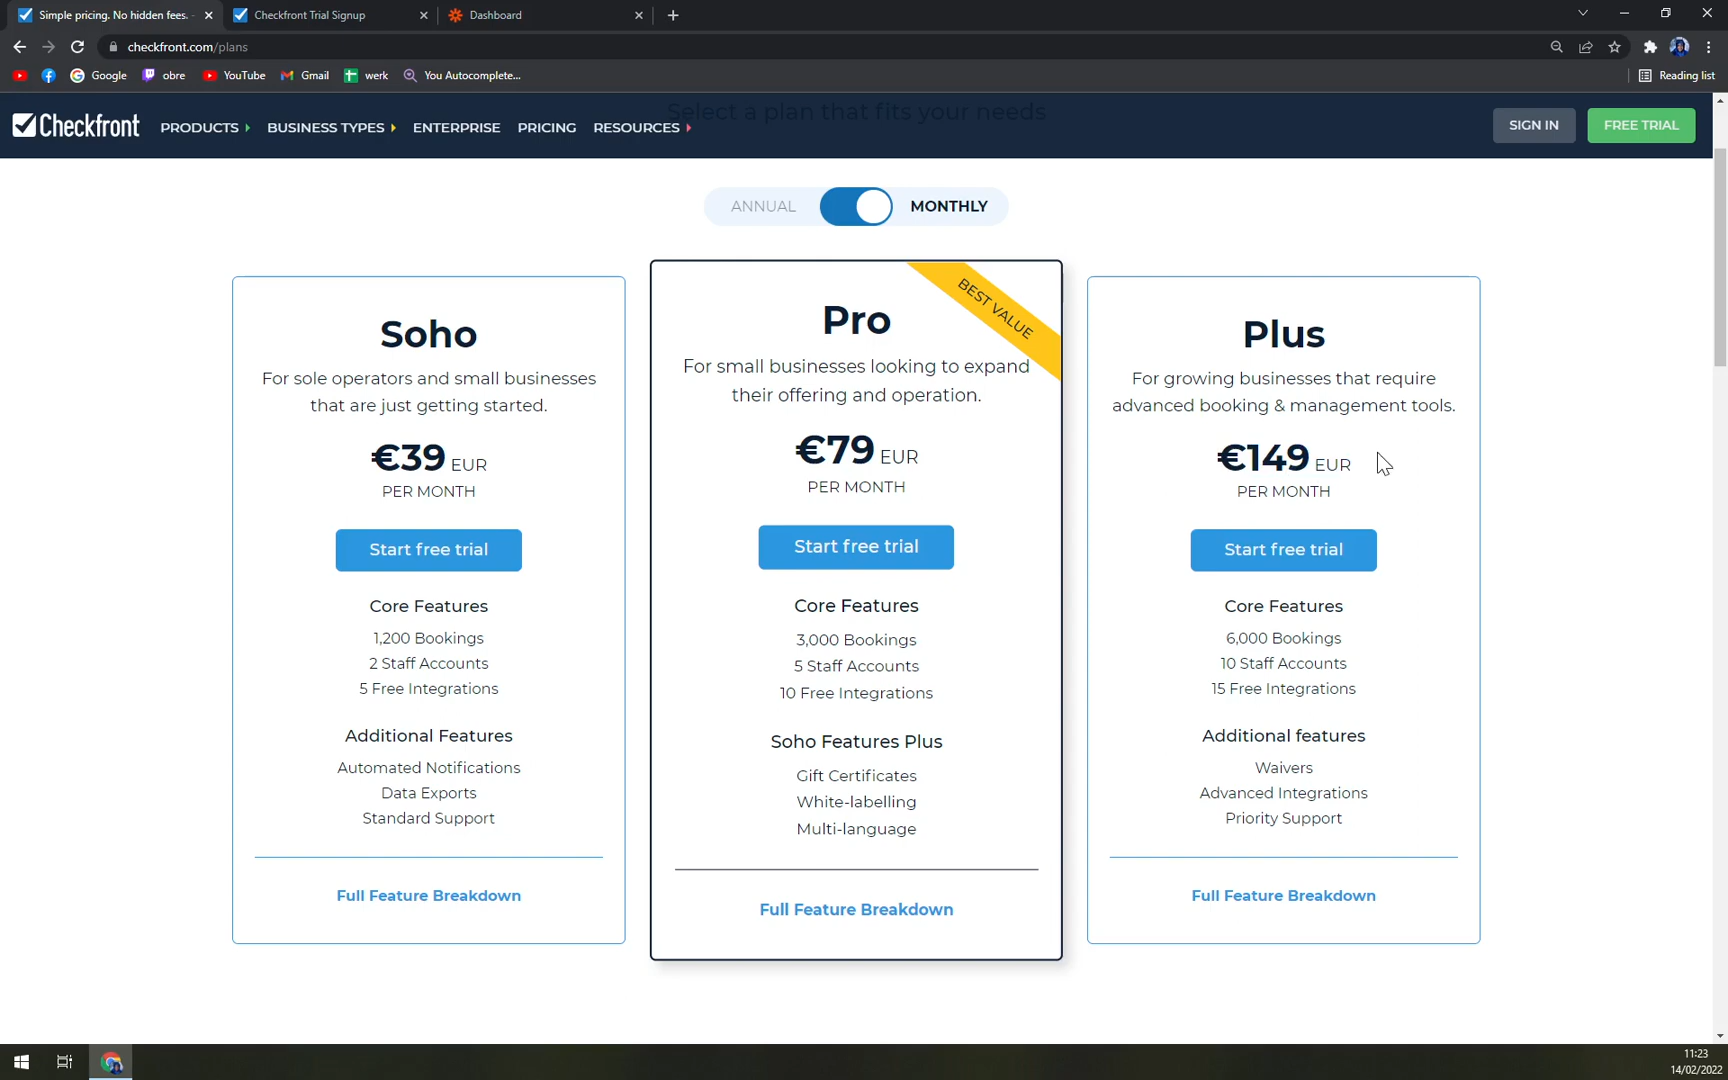 Simple pricing. No hidden fees. -
Checkfront Trial Signup
Dashboard
checkfront.com/plans
Google
obre
YouTube
Gmail
werk
You Autocomplete...
Reading list
Select a plan that fits your needs
Checkfront
PRODUCTS
BUSINESS TYPES
ENTERPRISE
PRICING
RESOURCES
SIGN IN
FREE TRIAL
ANNUAL
MONTHLY
Soho
For sole operators and small businesses
that are just getting started.
€39 EUR
PER MONTH
Start free trial
Core Features
1,200 Bookings
2 Staff Accounts
5 Free Integrations
Additional Features
Automated Notifications
Data Exports
Standard Support
Full Feature Breakdown
BEST VALUE
Pro
For small businesses looking to expand
their offering and operation.
€79 EUR
PER MONTH
Start free trial
Core Features
3,000 Bookings
5 Staff Accounts
10 Free Integrations
Soho Features Plus
Gift Certificates
White-labelling
Multi-language
Full Feature Breakdown
Plus
For growing businesses that require
advanced booking & management tools.
€149 EUR
PER MONTH
Start free trial
Core Features
6,000 Bookings
10 Staff Accounts
15 Free Integrations
Additional features
Waivers
Advanced Integrations
Priority Support
Full Feature Breakdown
11:23
14/02/2022